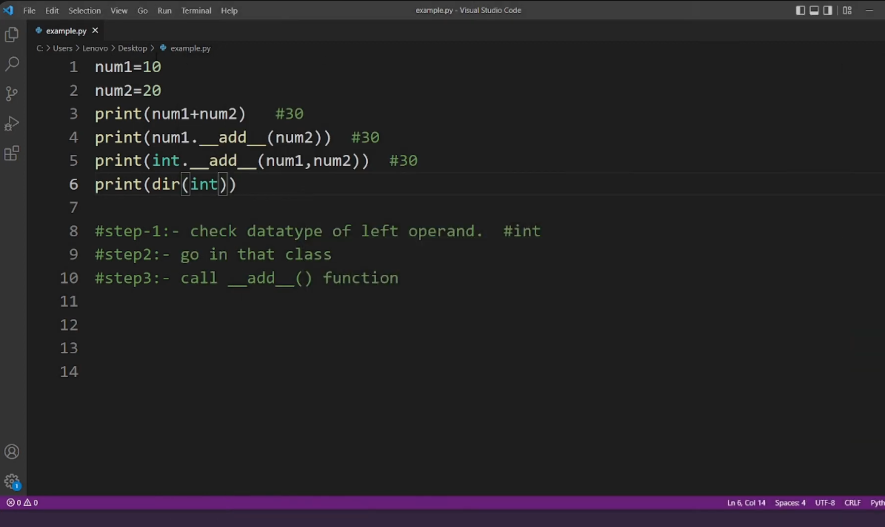 File Edit Selection View Go Run Terminal Help example.py - Visual Studio Code
example.py ×
C: > Users > Lenovo > Desktop > example.py
1 num1=10
2 num2=20
3 print(num1+num2) #30
4 print(num1.__add__(num2)) #30
5 print(int.__add__(num1,num2)) #30
6 print(dir(int))
7
8 #step-1:- check datatype of left operand. #int
9 #step2:- go in that class
10 #step3:- call __add__() function
11
12
13
14
1
0 0 Ln 6, Col 14 Spaces: 4 UTF-8 CRLF Pyth